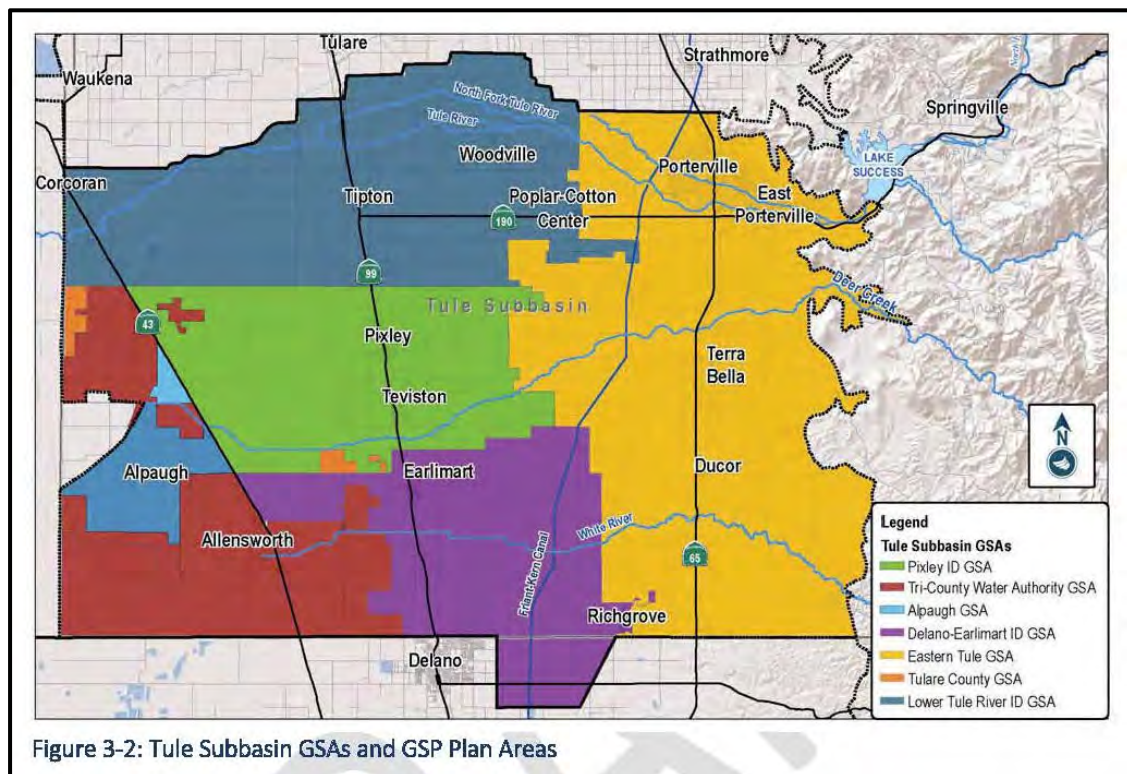 Tulare
Strathmore
Waukena
North F
Springville
North Fork Tule River
Tule River
Woodville
Porterville
LAKE
SUCCESS
Corcoran
Tipton
Poplar-Cotton
Center
East
Porterville
190
99
Tule Subbasin
Deer Creek
43
Pixley
Terra
Bella
Teviston
N
Alpaugh
Earlimart
Ducor
White River
Allensworth
Friant-Kern Canal
65
Richgrove
Delano
Legend
Tule Subbasin GSAs
Pixley ID GSA
Tri-County Water Authority GSA
Alpaugh GSA
Delano-Earlimart ID GSA
Eastern Tule GSA
Tulare County GSA
Lower Tule River ID GSA
Figure 3-2: Tule Subbasin GSAs and GSP Plan Areas